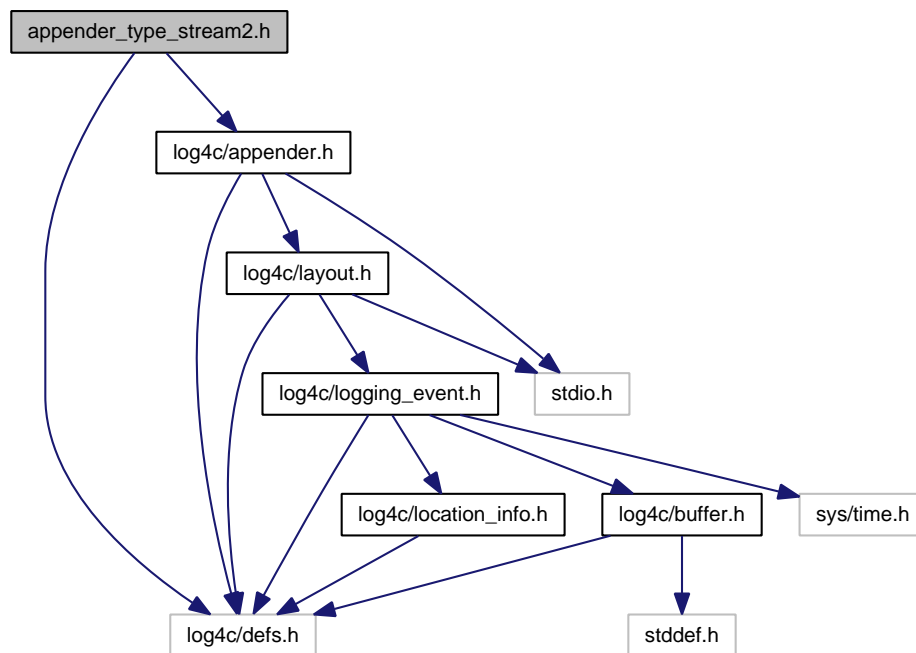 appender_type_stream2.h
log4c/appender.h
log4c/layout.h
log4c/logging_event.h
stdio.h
log4c/location_info.h
log4c/buffer.h
sys/time.h
log4c/defs.h
stddef.h